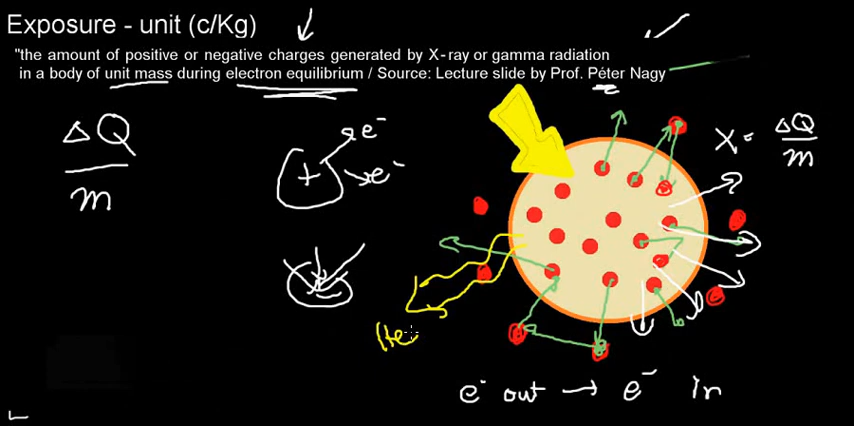 Exposure - unit (c/Kg)
"the amount of positive or negative charges generated by X-ray or gamma radiation
in a body of unit mass during electron equilibrium / Source: Lecture slide by Prof. Péter Nagy
ΔQ
m
e⁻
e⁻
+
X = ΔQ
m
He
e⁻ out → e⁻ in